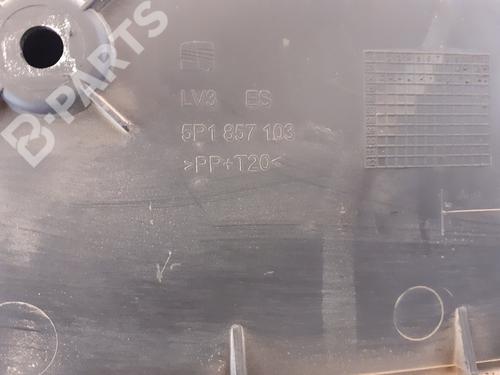 B-PARTS
LV3 ES
5P1 857 103
>PP+T20<